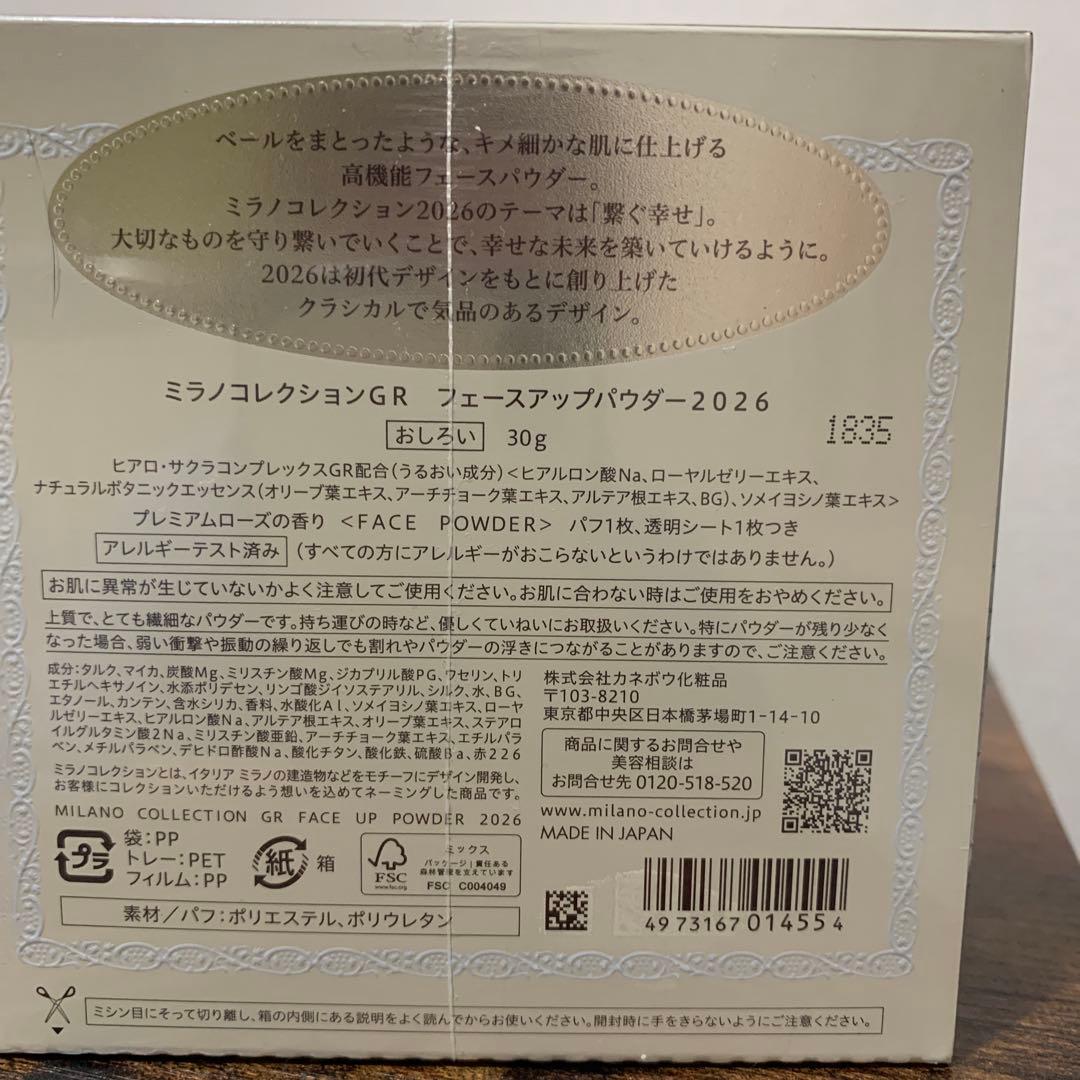 ベールをまとったような、キメ細かな肌に仕上げる
高機能フェースパウダー。
ミラノコレクション2026のテーマは「繋ぐ幸せ」。
大切なものを守り繋いでいくことで、幸せな未来を築いていけるように。
2026は初代デザインをもとに創り上げた
クラシカルで気品のあるデザイン。
ミラノコレクションGR フェースアップパウダー2026
おしろい 30g
1835
ヒアロ・サクラコンプレックスGR配合(うるおい成分)<ヒアルロン酸Na、ローヤルゼリーエキス、
ナチュラルボタニックエッセンス(オリーブ葉エキス、アーチチョーク葉エキス、アルテア根エキス、BG)、ソメイヨシノ葉エキス>
プレミアムローズの香り <FACE POWDER> パフ1枚、透明シート1枚つき
アレルギーテスト済み (すべての方にアレルギーがおこらないというわけではありません。)
お肌に異常が生じていないかよく注意してご使用ください。お肌に合わない時はご使用をおやめください。
上質で、とても繊細なパウダーです。持ち運びの時など、優しくていねいにお取扱いください。特にパウダーが残り少なく
なった場合、弱い衝撃や振動の繰り返しでも割れやパウダーの浮きにつながることがありますので、ご注意ください。
成分:タルク、マイカ、炭酸Mg、ミリスチン酸Mg、ジカプリル酸PG、ワセリン、トリ
エチルヘキサノイン、水添ポリデセン、リンゴ酸ジイソステアリル、シルク、水、BG、
エタノール、カンテン、含水シリカ、香料、水酸化Al、ソメイヨシノ葉エキス、ロー
ヤルゼリーエキス、ヒアルロン酸Na、アルテア根エキス、オリーブ葉エキス、ステアロ
イルグルタミン酸2Na、ミリスチン酸亜鉛、アーチチョーク葉エキス、エチルパラ
ベン、メチルパラベン、デヒドロ酢酸Na、酸化チタン、酸化鉄、硫酸Ba、赤226
ミラノコレクションとは、イタリア ミラノの建造物などをモチーフにデザイン開発し、
お客様にコレクションいただけるよう想いを込めてネーミングした商品です。
MILANO COLLECTION GR FACE UP POWDER 2026
株式会社カネボウ化粧品
〒103-8210
東京都中央区日本橋茅場町1-14-10
商品に関するお問合せや
美容相談は
お問合せ先 0120-518-520
www.milano-collection.jp
MADE IN JAPAN
プラ
袋:PP
トレー:PET
フィルム:PP
紙 箱
FSC
www.fsc.org
ミックス
パッケージ|責任ある
森林管理を支えています
FSC C004049
素材/パフ:ポリエステル、ポリウレタン
4973167014554
ミシン目にそって切り離し、箱の内側にある説明をよく読んでからお使いください。開封時に手をきらないようにご注意ください。